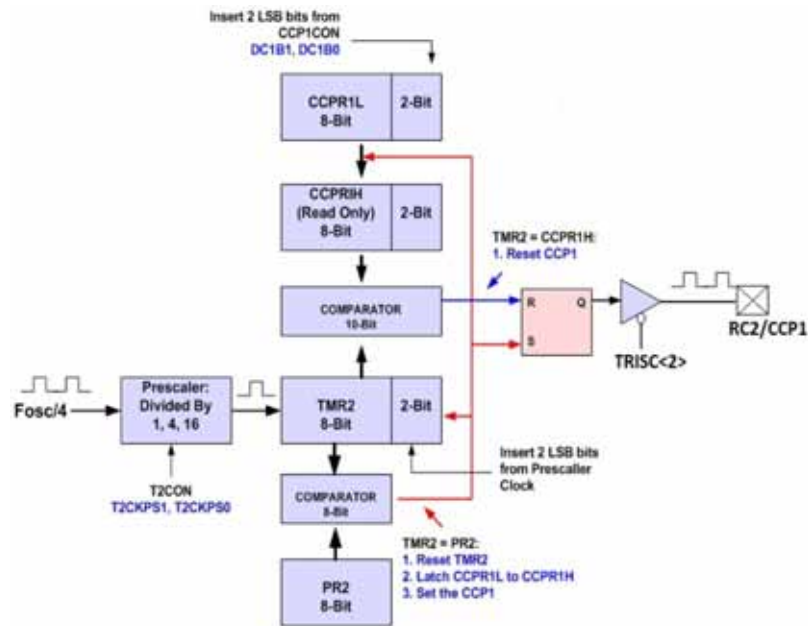 Insert 2 LSB bits from
CCP1CON
DC1B1, DC1B0
CCPR1L
8-Bit
2-Bit
CCPRIH
(Read Only)
8-Bit
2-Bit
TMR2 = CCPR1H:
1. Reset CCP1
COMPARATOR
10-Bit
R
Q
S
RC2/CCP1
TRISC<2>
Fosc/4
Prescaler:
Divided By
1, 4, 16
TMR2
8-Bit
2-Bit
T2CON
T2CKPS1, T2CKPS0
Insert 2 LSB bits
from Prescaller
Clock
COMPARATOR
8-Bit
TMR2 = PR2:
1. Reset TMR2
2. Latch CCPR1L to CCPR1H
3. Set the CCP1
PR2
8-Bit